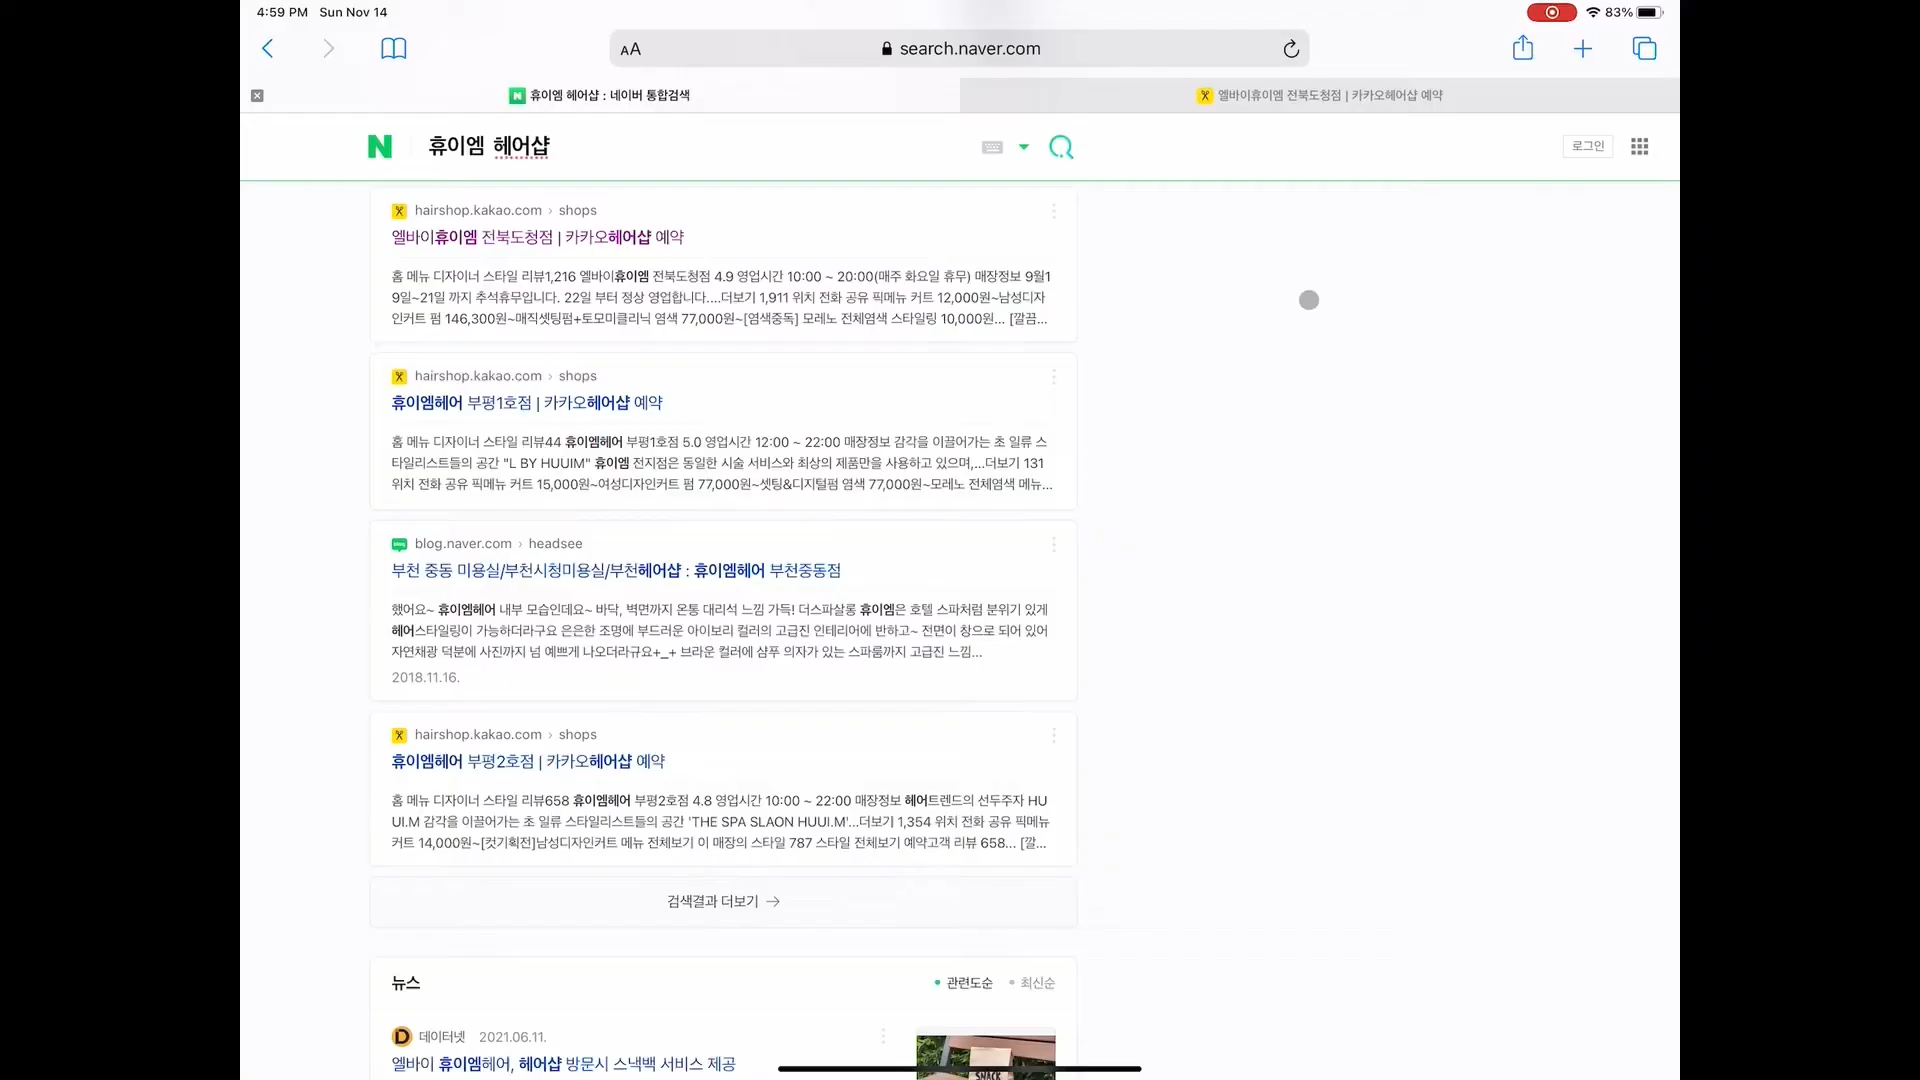 4:59 PM Sun Nov 14
83%
AA
search.naver.com
휴이엠 헤어샵 : 네이버 통합검색
엘바이휴이엠 전북도청점 | 카카오헤어샵 예약
N
휴이엠 헤어샵
로그인
hairshop.kakao.com › shops
엘바이휴이엠 전북도청점 | 카카오헤어샵 예약
홈 메뉴 디자이너 스타일 리뷰1,216 엘바이휴이엠 전북도청점 4.9 영업시간 10:00 ~ 20:00(매주 화요일 휴무) 매장정보 9월1
9일~21일 까지 추석휴무입니다. 22일 부터 정상 영업합니다....더보기 1,911 위치 전화 공유 픽메뉴 커트 12,000원~남성디자
인커트 펌 146,300원~매직셋팅펌+토모미클리닉 염색 77,000원~[염색중독] 모레노 전체염색 스타일링 10,000원... [깔끔...
hairshop.kakao.com › shops
휴이엠헤어 부평1호점 | 카카오헤어샵 예약
홈 메뉴 디자이너 스타일 리뷰44 휴이엠헤어 부평1호점 5.0 영업시간 12:00 ~ 22:00 매장정보 감각을 이끌어가는 초 일류 스
타일리스트들의 공간 "L BY HUUIM" 휴이엠 전지점은 동일한 시술 서비스와 최상의 제품만을 사용하고 있으며,...더보기 131
위치 전화 공유 픽메뉴 커트 15,000원~여성디자인커트 펌 77,000원~셋팅&디지털펌 염색 77,000원~모레노 전체염색 메뉴...
blog.naver.com › headsee
부천 중동 미용실/부천시청미용실/부천헤어샵 : 휴이엠헤어 부천중동점
했어요~ 휴이엠헤어 내부 모습인데요~ 바닥, 벽면까지 온통 대리석 느낌 가득! 더스파살롱 휴이엠은 호텔 스파처럼 분위기 있게
헤어스타일링이 가능하더라구요 은은한 조명에 부드러운 아이보리 컬러의 고급진 인테리어에 반하고~ 전면이 창으로 되어 있어
자연채광 덕분에 사진까지 넘 예쁘게 나오더라규요+_+ 브라운 컬러에 샴푸 의자가 있는 스파룸까지 고급진 느낌...
2018.11.16.
hairshop.kakao.com › shops
휴이엠헤어 부평2호점 | 카카오헤어샵 예약
홈 메뉴 디자이너 스타일 리뷰658 휴이엠헤어 부평2호점 4.8 영업시간 10:00 ~ 22:00 매장정보 헤어트렌드의 선두주자 HU
UI.M 감각을 이끌어가는 초 일류 스타일리스트들의 공간 'THE SPA SLAON HUUI.M'...더보기 1,354 위치 전화 공유 픽메뉴
커트 14,000원~[컷기획전]남성디자인커트 메뉴 전체보기 이 매장의 스타일 787 스타일 전체보기 예약고객 리뷰 658... [깔...
검색결과 더보기 →
뉴스
관련도순 최신순
데이터넷 2021.06.11.
엘바이 휴이엠헤어, 헤어샵 방문시 스낵백 서비스 제공
SNACK